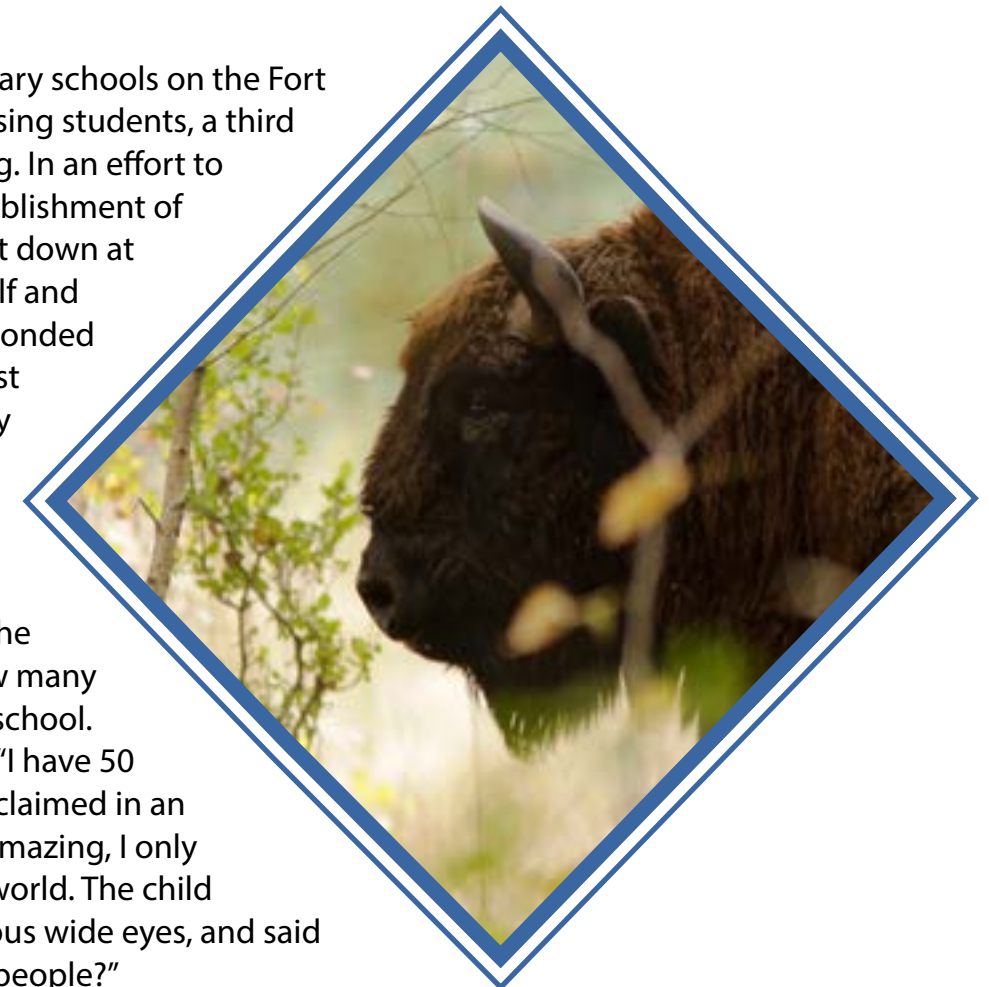 ary schools on the Fort
sing students, a third
g. In an effort to
blishment of
t down at
lf and
onded
st
y
he
w many
school.
“I have 50
claimed in an
mazing, I only
world. The child
ous wide eyes, and said
people?”